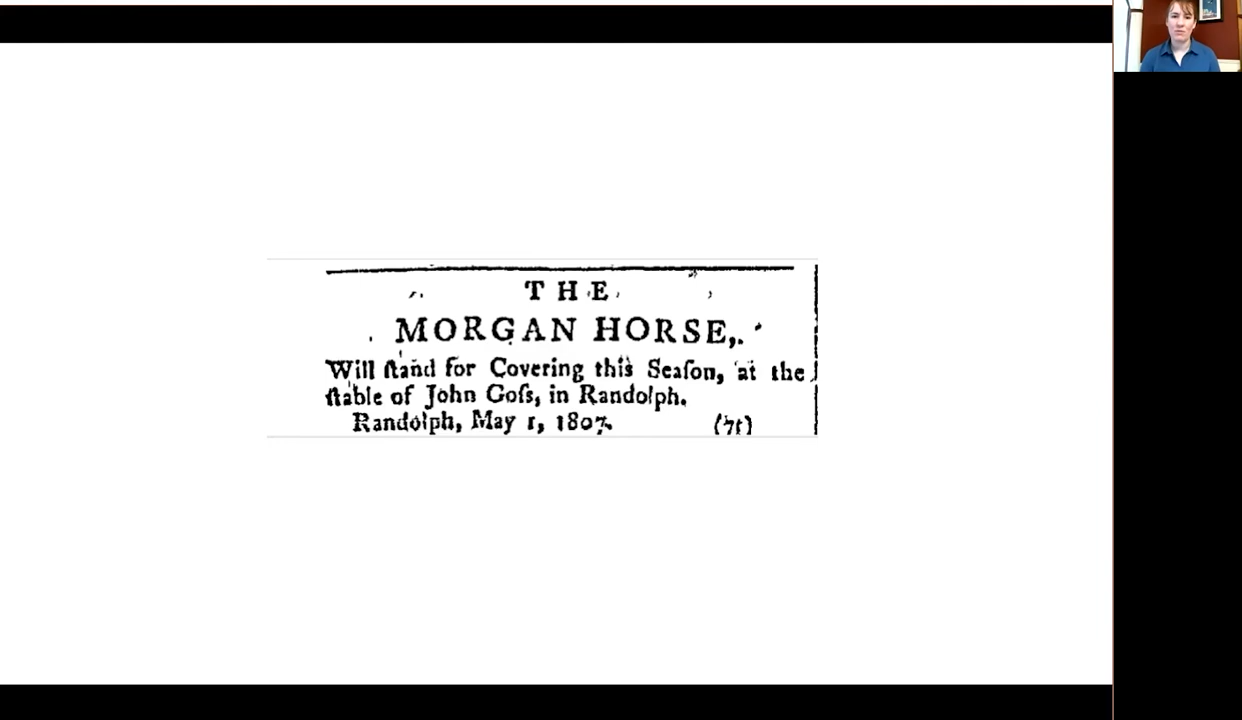 THE
MORGAN HORSE,
Will ſtand for Covering this Seaſon, at the
ſtable of John Goſs, in Randolph.
Randolph, May 1, 1807. (7t)